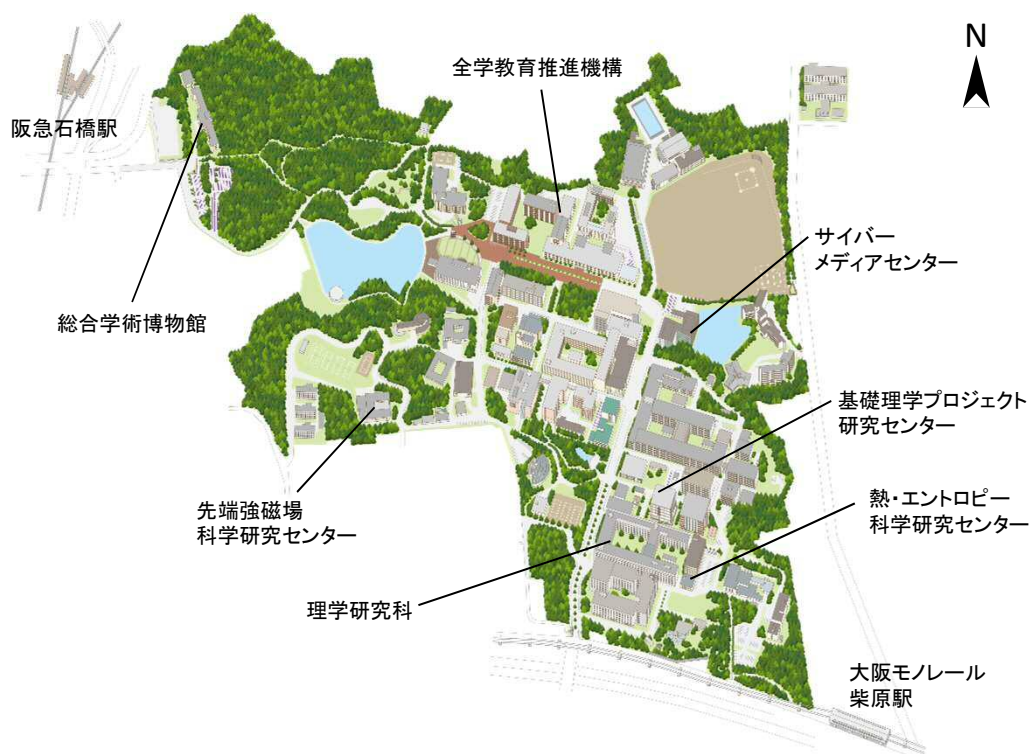 N
全学教育推進機構
阪急石橋駅
サイバー
メディアセンター
総合学術博物館
基礎理学プロジェクト
研究センター
先端強磁場
科学研究センター
熱・エントロピー
科学研究センター
理学研究科
大阪モノレール
柴原駅